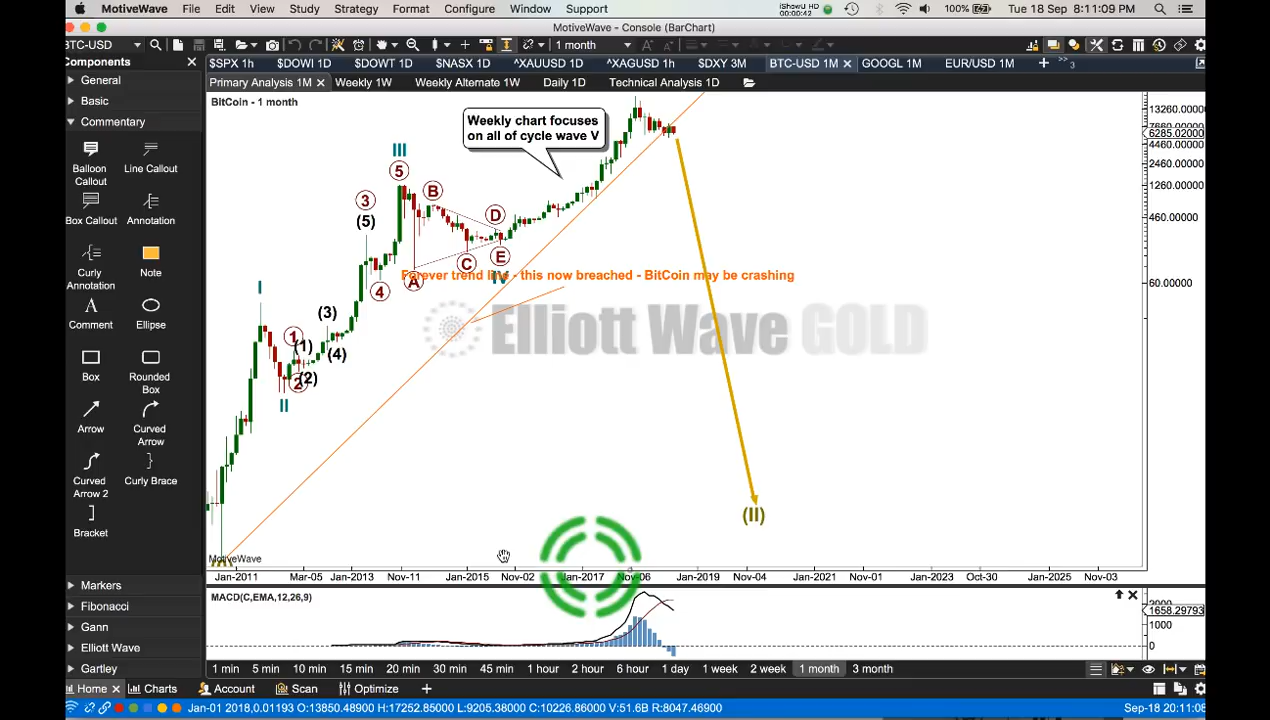 MotiveWave File Edit View Study Strategy Format Configure Window Support
iShowU HD 00:00:42 100% Tue 18 Sep 8:11:09 PM
MotiveWave - Console (BarChart)
BTC-USD 1 month
Components
$SPX 1h $DOWI 1D $DOWT 1D $NASX 1D ^XAUUSD 1D ^XAGUSD 1h $DXY 3M BTC-USD 1M GOOGL 1M EUR/USD 1M 3
General
Primary Analysis 1M Weekly 1W Weekly Alternate 1W Daily 1D Technical Analysis 1D
Basic
BitCoin - 1 month
Commentary
Balloon Callout
Line Callout
Box Callout
Annotation
Curly Annotation
Note
Comment
Ellipse
Box
Rounded Box
Arrow
Curved Arrow
Curved Arrow 2
Curly Brace
Bracket
Markers
Fibonacci
Gann
Elliott Wave
Gartley
Weekly chart focuses
on all of cycle wave V
I
II
1
(1)
2
(2)
(3)
(4)
3
(5)
4
III
5
A
B
C
D
E
IV
Forever trend line - this now breached - BitCoin may be crashing
Elliott Wave GOLD
(II)
13260.00000
6285.02000
4460.00000
2460.00000
1260.00000
460.00000
60.00000
MotiveWave
Jan-2011 Mar-05 Jan-2013 Nov-11 Jan-2015 Nov-02 Jan-2017 Nov-06 Jan-2019 Nov-04 Jan-2021 Nov-01 Jan-2023 Oct-30 Jan-2025 Nov-03
MACD(C,EMA,12,26,9)
1658.29793
1000
0
1 min 5 min 10 min 15 min 20 min 30 min 45 min 1 hour 2 hour 6 hour 1 day 1 week 2 week 1 month 3 month
Home Charts Account Scan Optimize
Jan-01 2018,0.01193 O:13850.48900 H:17252.85000 L:9205.38000 C:10226.86000 V:51.6B R:8047.46900
Sep-18 20:11:08